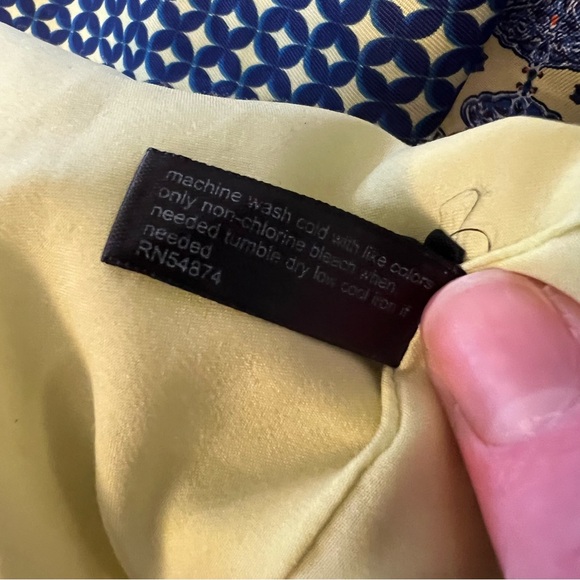 machine wash cold with like colors
only non-chlorine bleach when
needed tumble dry low cool iron if
needed
RN54874